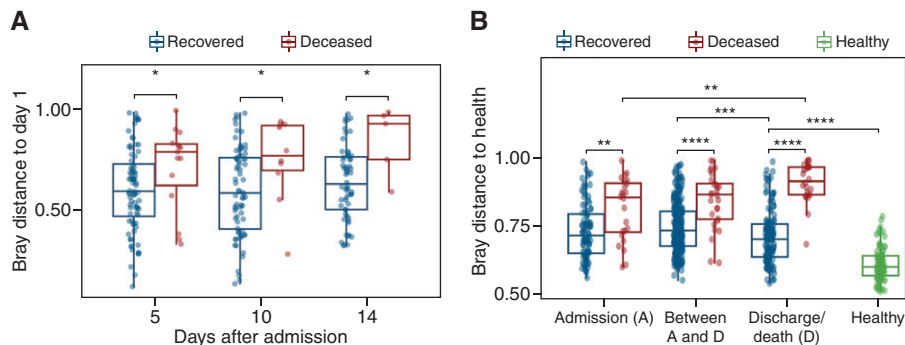 A
Recovered Deceased
Bray distance to day 1
* * *
1.00
0.50
5 10 14
Days after admission
B
Recovered Deceased Healthy
Bray distance to health
**
***
****
** **** ****
1.00
0.75
0.50
Admission (A) Between A and D Discharge/death (D) Healthy